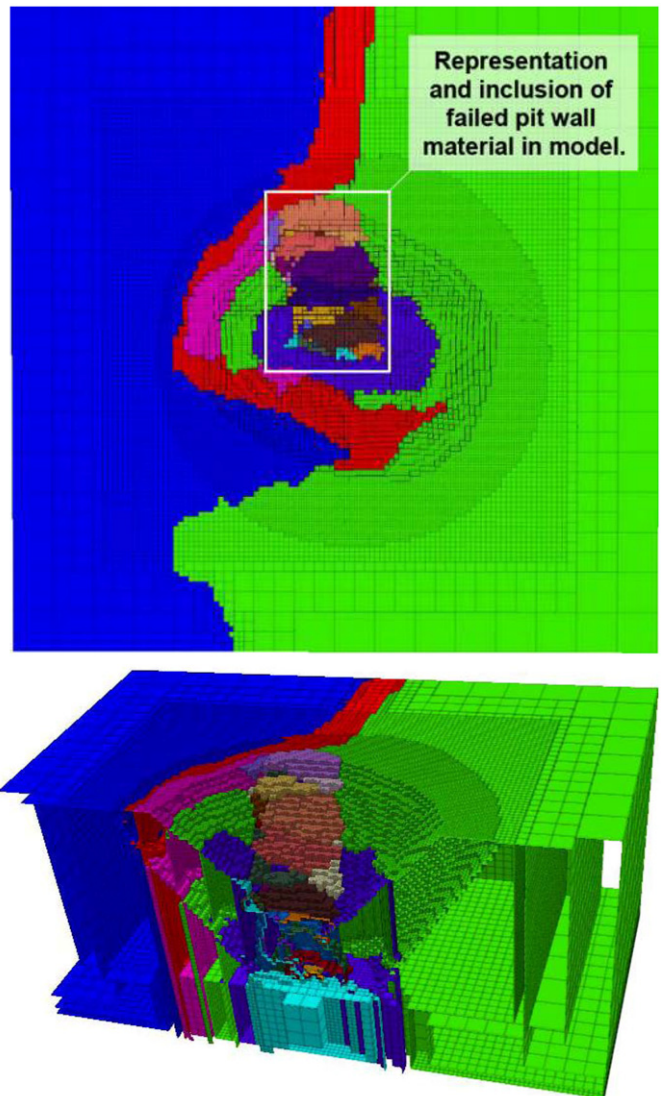 Representation
and inclusion of
failed pit wall
material in model.